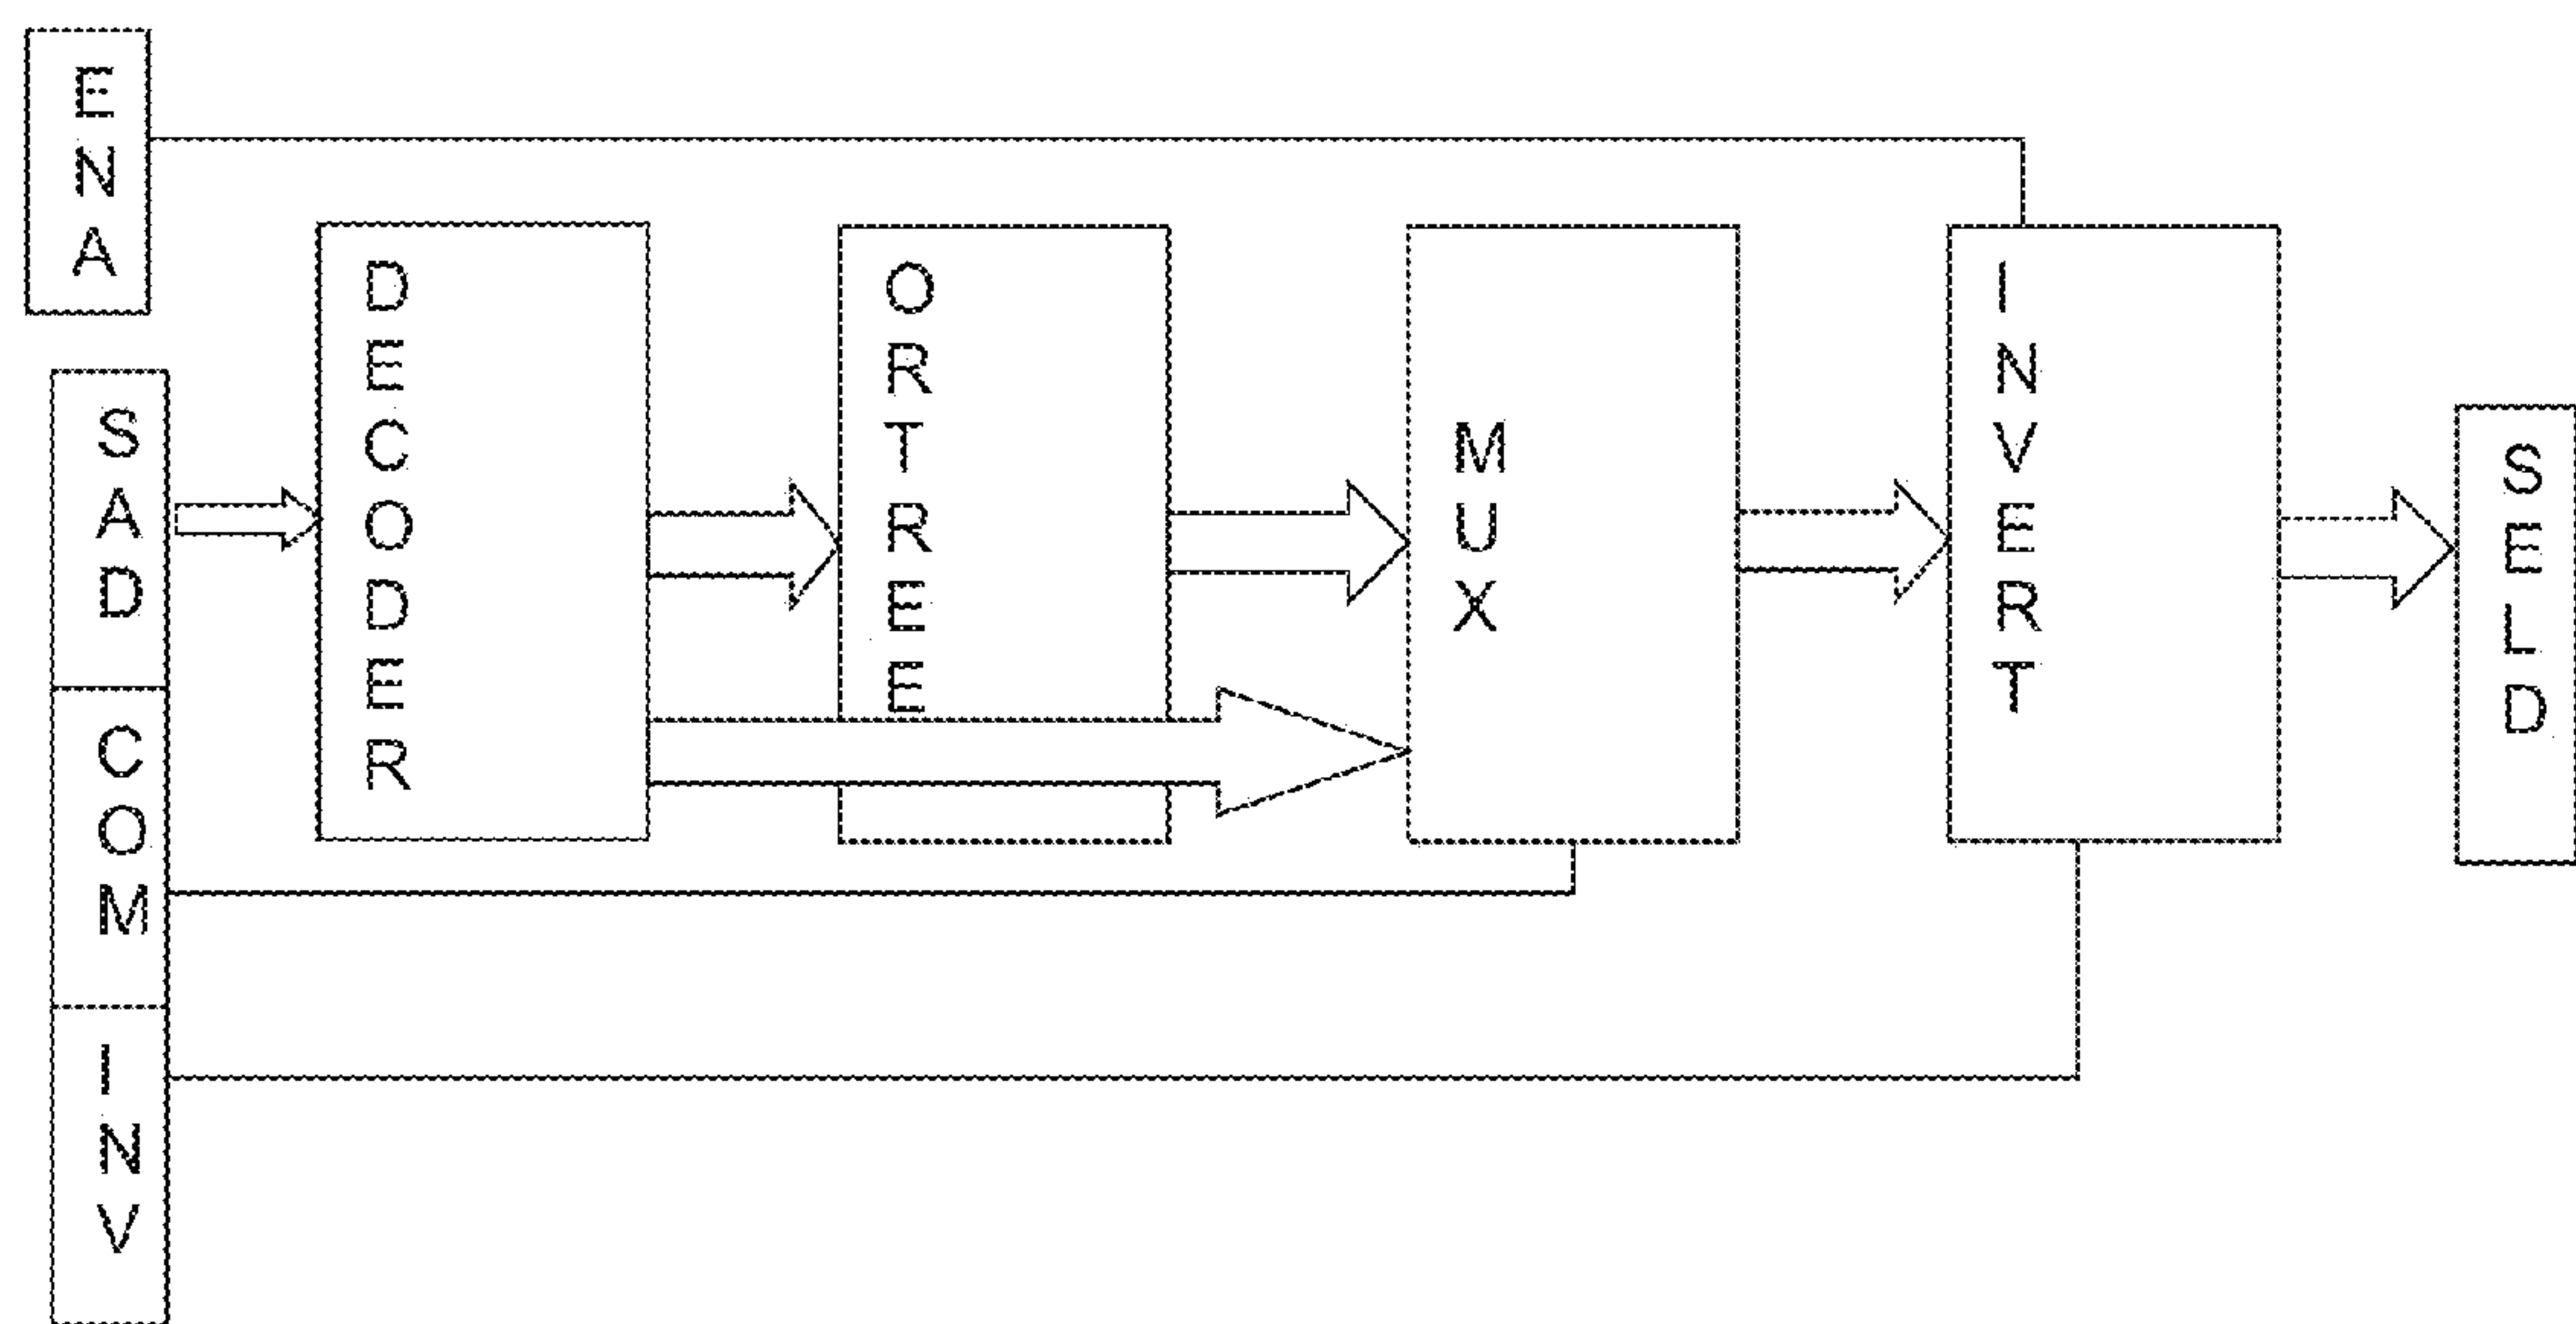 ENA
SAD
COM
INV
DECODER
ORTREE
MUX
INVERT
SELD